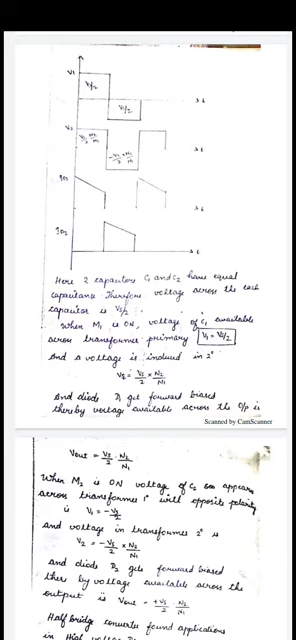 V1
Vs/2
→ t
-Vs/2
V2
Vs/2 N2/N1
-Vs/2 × N2/N1
→ t
→ t
→ t
Here 2 capacitors C1 and C2 have equal
capacitance Therefore voltage across the each
capacitor is Vs/2 .
When M1 is ON, voltage of C1 available
across transformer primary V1 = Vs/2
And a voltage is induced in 2°
= Vs/2 × N2/N1
And diode D1 get forward biased
thereby voltage available across the O/P is
Scanned by CamScanner
Vout = Vs/2 . N2/N1
When M2 is ON voltage of C2 appears
across transformer 1° with opposite polarity
is V1 = -Vs/2
and voltage in transformer 2° is
V2 = -Vs/2 × N2/N1
and diode D2 gets forward biased
there by voltage available across the
output is Vout = +Vs/2 N2/N1
Half bridge converter found applications
in High voltage